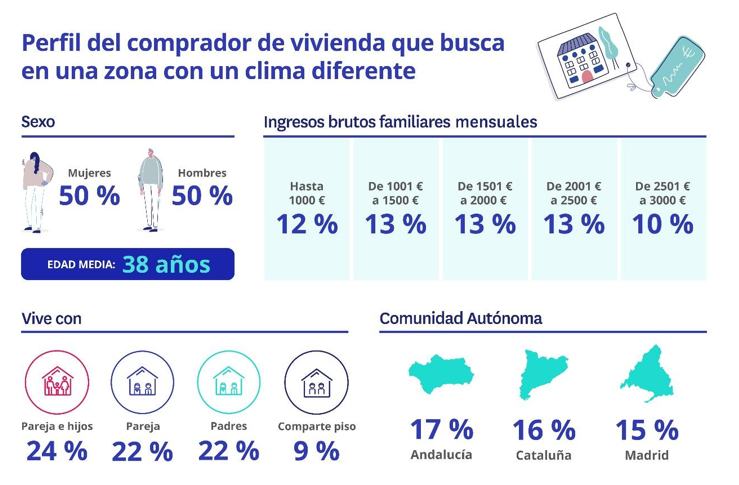 Perfil del comprador de vivienda que busca
en una zona con un clima diferente
Sexo
Mujeres
50 %
Hombres
50 %
EDAD MEDIA: 38 años
Ingresos brutos familiares mensuales
Hasta
1000 €
12 %
De 1001 €
a 1500 €
13 %
De 1501 €
a 2000 €
13 %
De 2001 €
a 2500 €
13 %
De 2501 €
a 3000 €
10 %
Vive con
Pareja e hijos
24 %
Pareja
22 %
Padres
22 %
Comparte piso
9 %
Comunidad Autónoma
17 %
Andalucía
16 %
Cataluña
15 %
Madrid